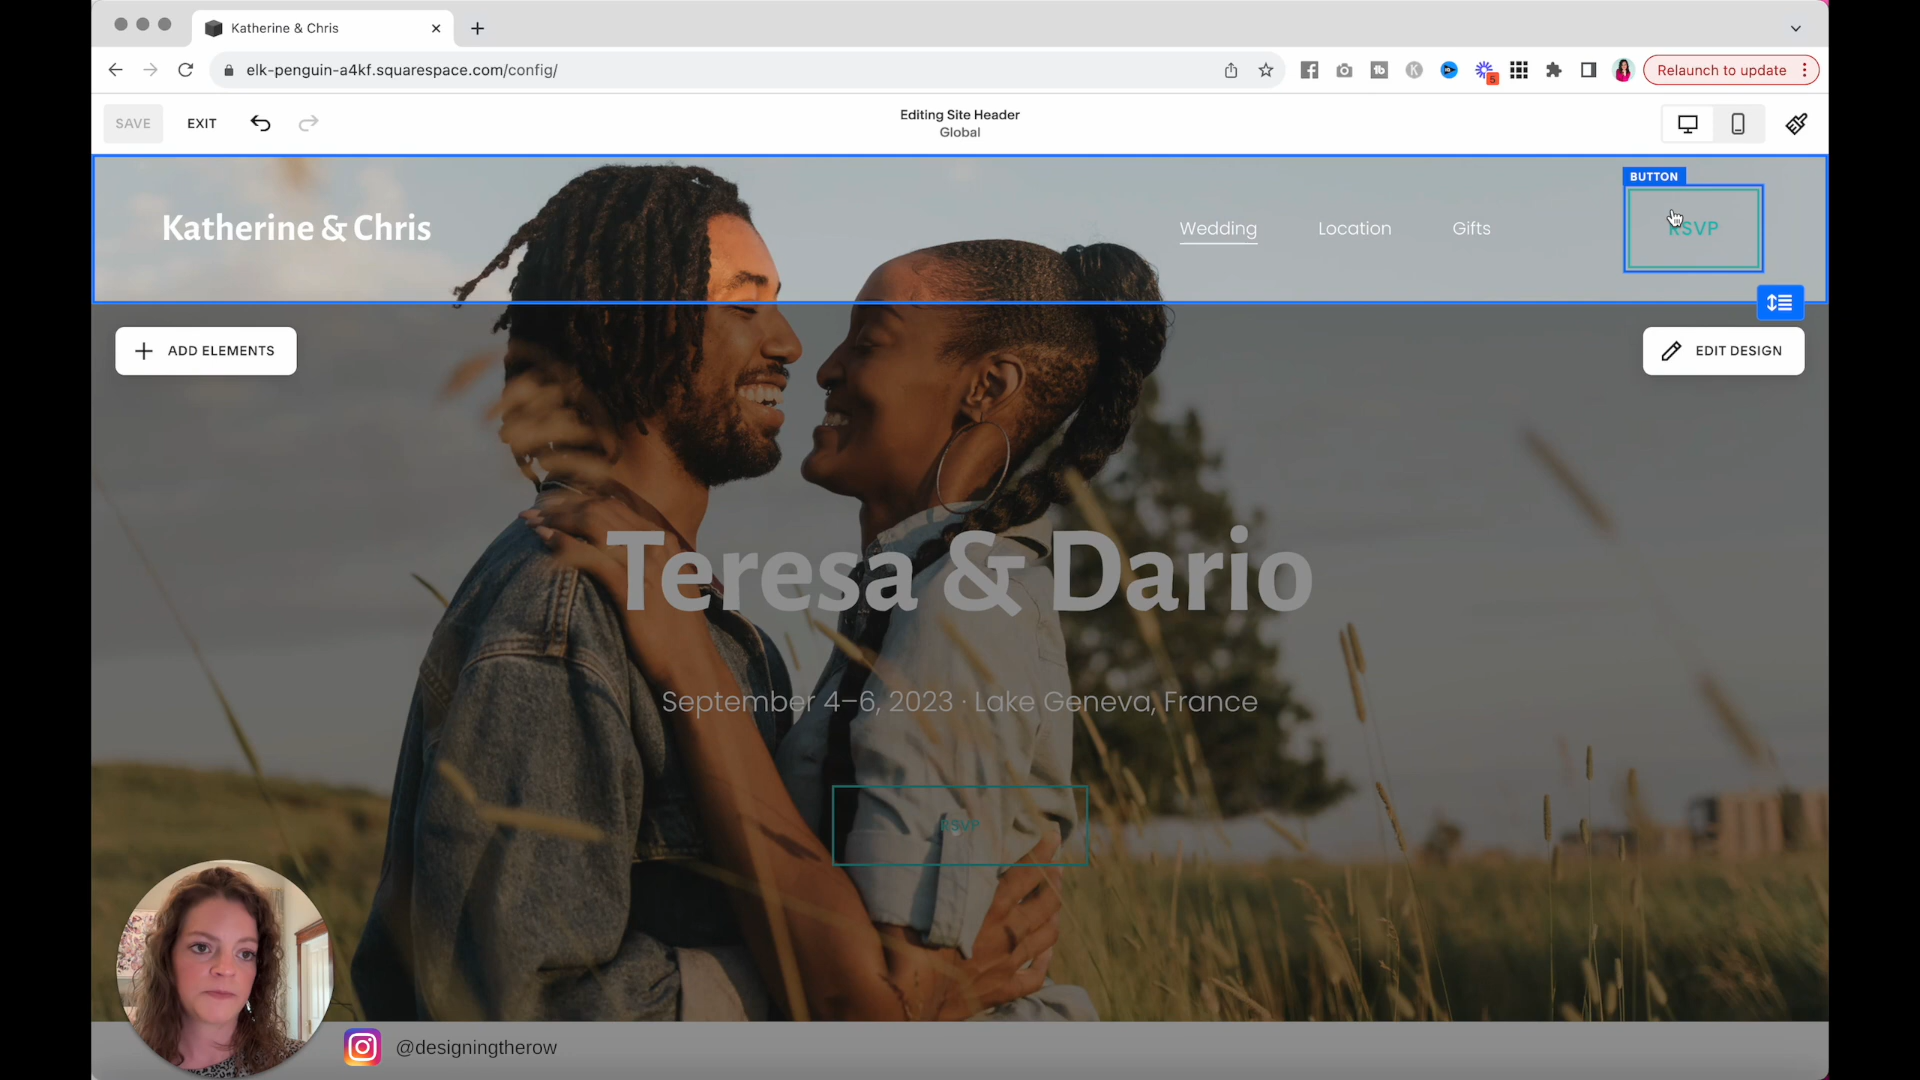 Katherine & Chris
elk-penguin-a4kf.squarespace.com/config/
5
Relaunch to update
SAVE
EXIT
Editing Site Header
Global
BUTTON
Katherine & Chris
Wedding
Location
Gifts
RSVP
ADD ELEMENTS
EDIT DESIGN
Teresa & Dario
September 4–6, 2023 · Lake Geneva, France
RSVP
@designingtherow